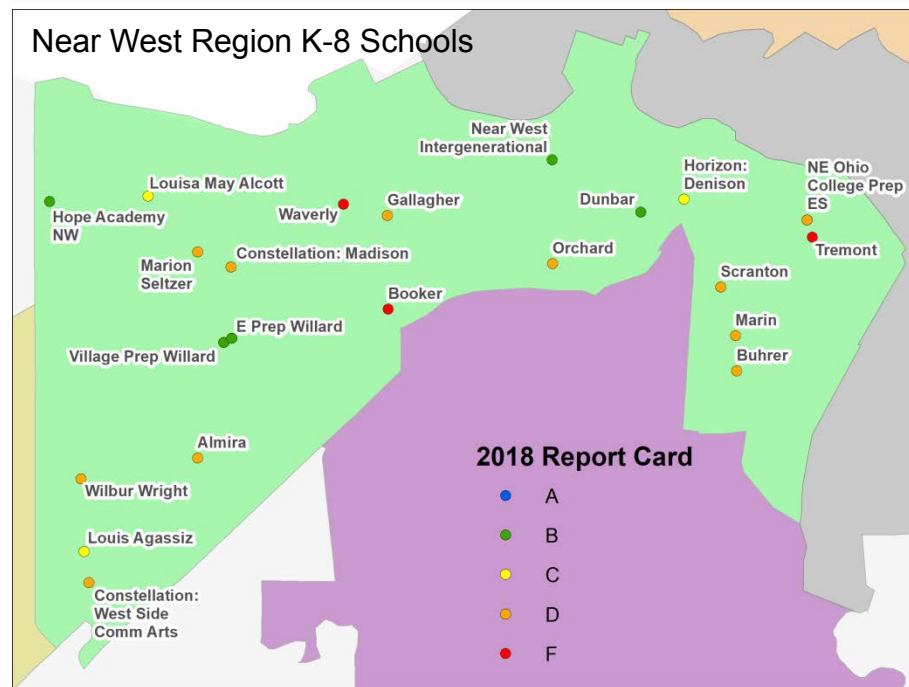 Near West Region K-8 Schools
Near West
Intergenerational
Horizon:
Denison
NE Ohio
College Prep
ES
Louisa May Alcott
Hope Academy
NW
Waverly
Gallagher
Dunbar
Tremont
Marion
Seltzer
Constellation: Madison
Orchard
Scranton
Booker
Marin
E Prep Willard
Village Prep Willard
Buhrer
Almira
Wilbur Wright
Louis Agassiz
Constellation:
West Side
Comm Arts
2018 Report Card
A
B
C
D
F